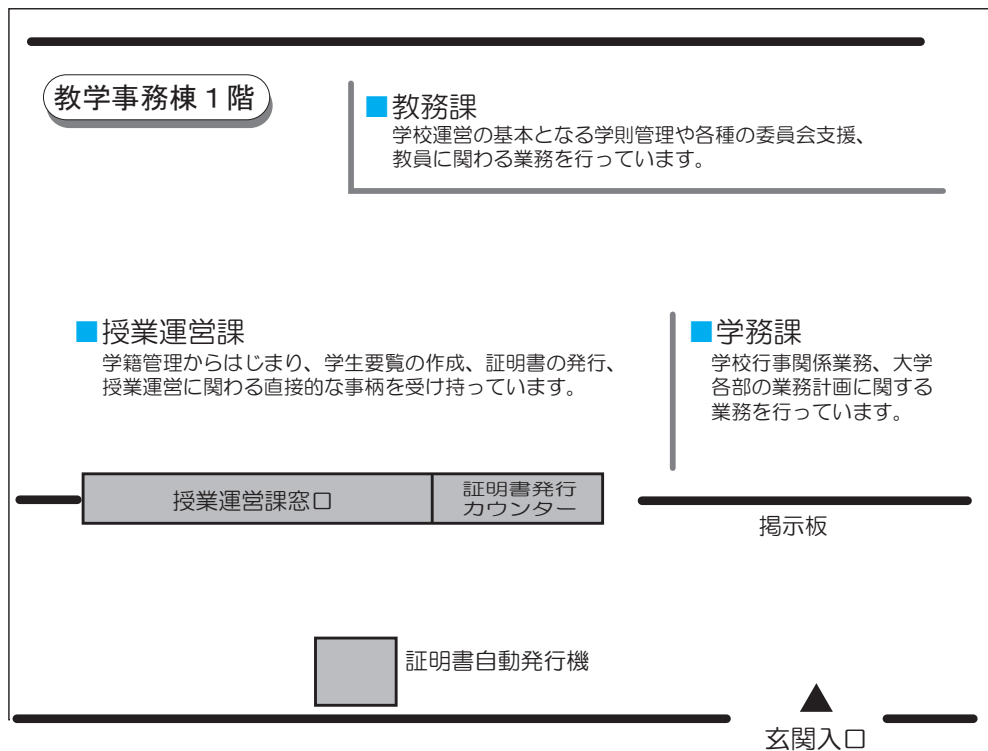 教学事務棟１階
■教務課
学校運営の基本となる学則管理や各種の委員会支援、
教員に関わる業務を行っています。
■授業運営課
学籍管理からはじまり、学生要覧の作成、証明書の発行、
授業運営に関わる直接的な事柄を受け持っています。
■学務課
学校行事関係業務、大学
各部の業務計画に関する
業務を行っています。
授業運営課窓口
証明書発行
カウンター
掲示板
証明書自動発行機
▲
玄関入口